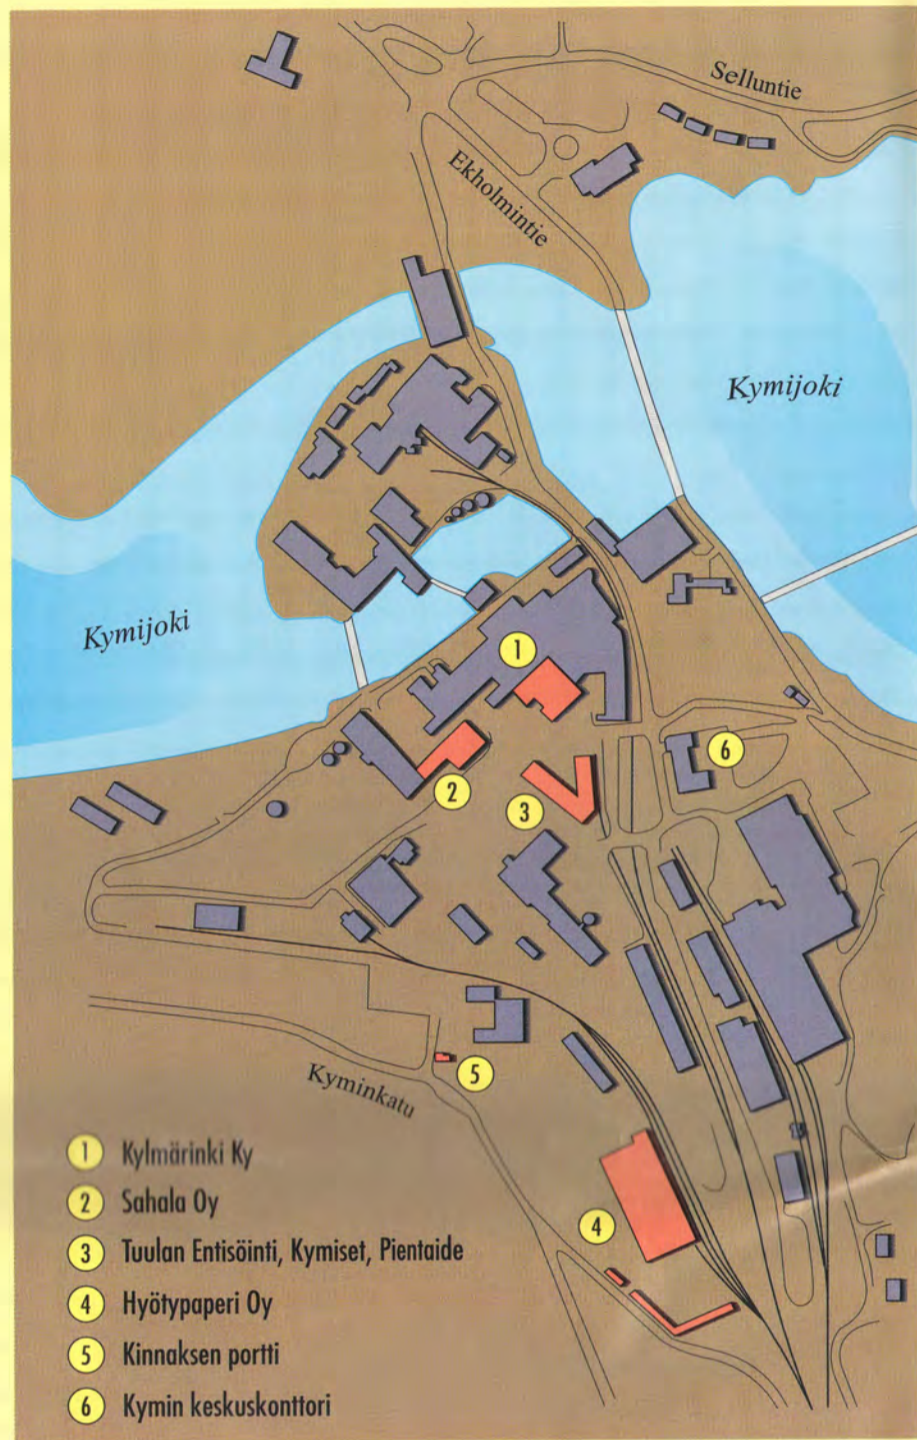 Selluntie
Ekholmintie
Kymijoki
Kymijoki
1
6
2
3
5
Kyminkatu
4
1 Kylmärinki Ky
2 Sahala Oy
3 Tuulan Entisöinti, Kymiset, Pientaide
4 Hyötypaperi Oy
5 Kinnaksen portti
6 Kymin keskuskonttori